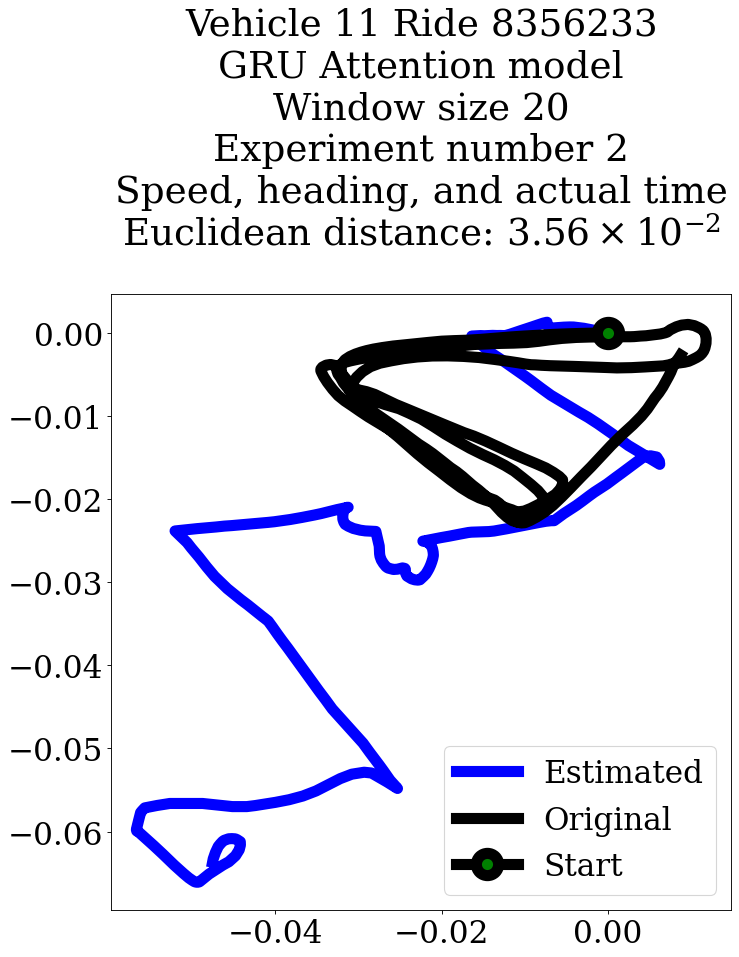 Vehicle 11 Ride 8356233
GRU Attention model
Window size 20
Experiment number 2
Speed, heading, and actual time
Euclidean distance: 3.56 × 10⁻²
0.00
−0.01
−0.02
−0.03
−0.04
−0.05
−0.06
Estimated
Original
Start
−0.04
−0.02
0.00